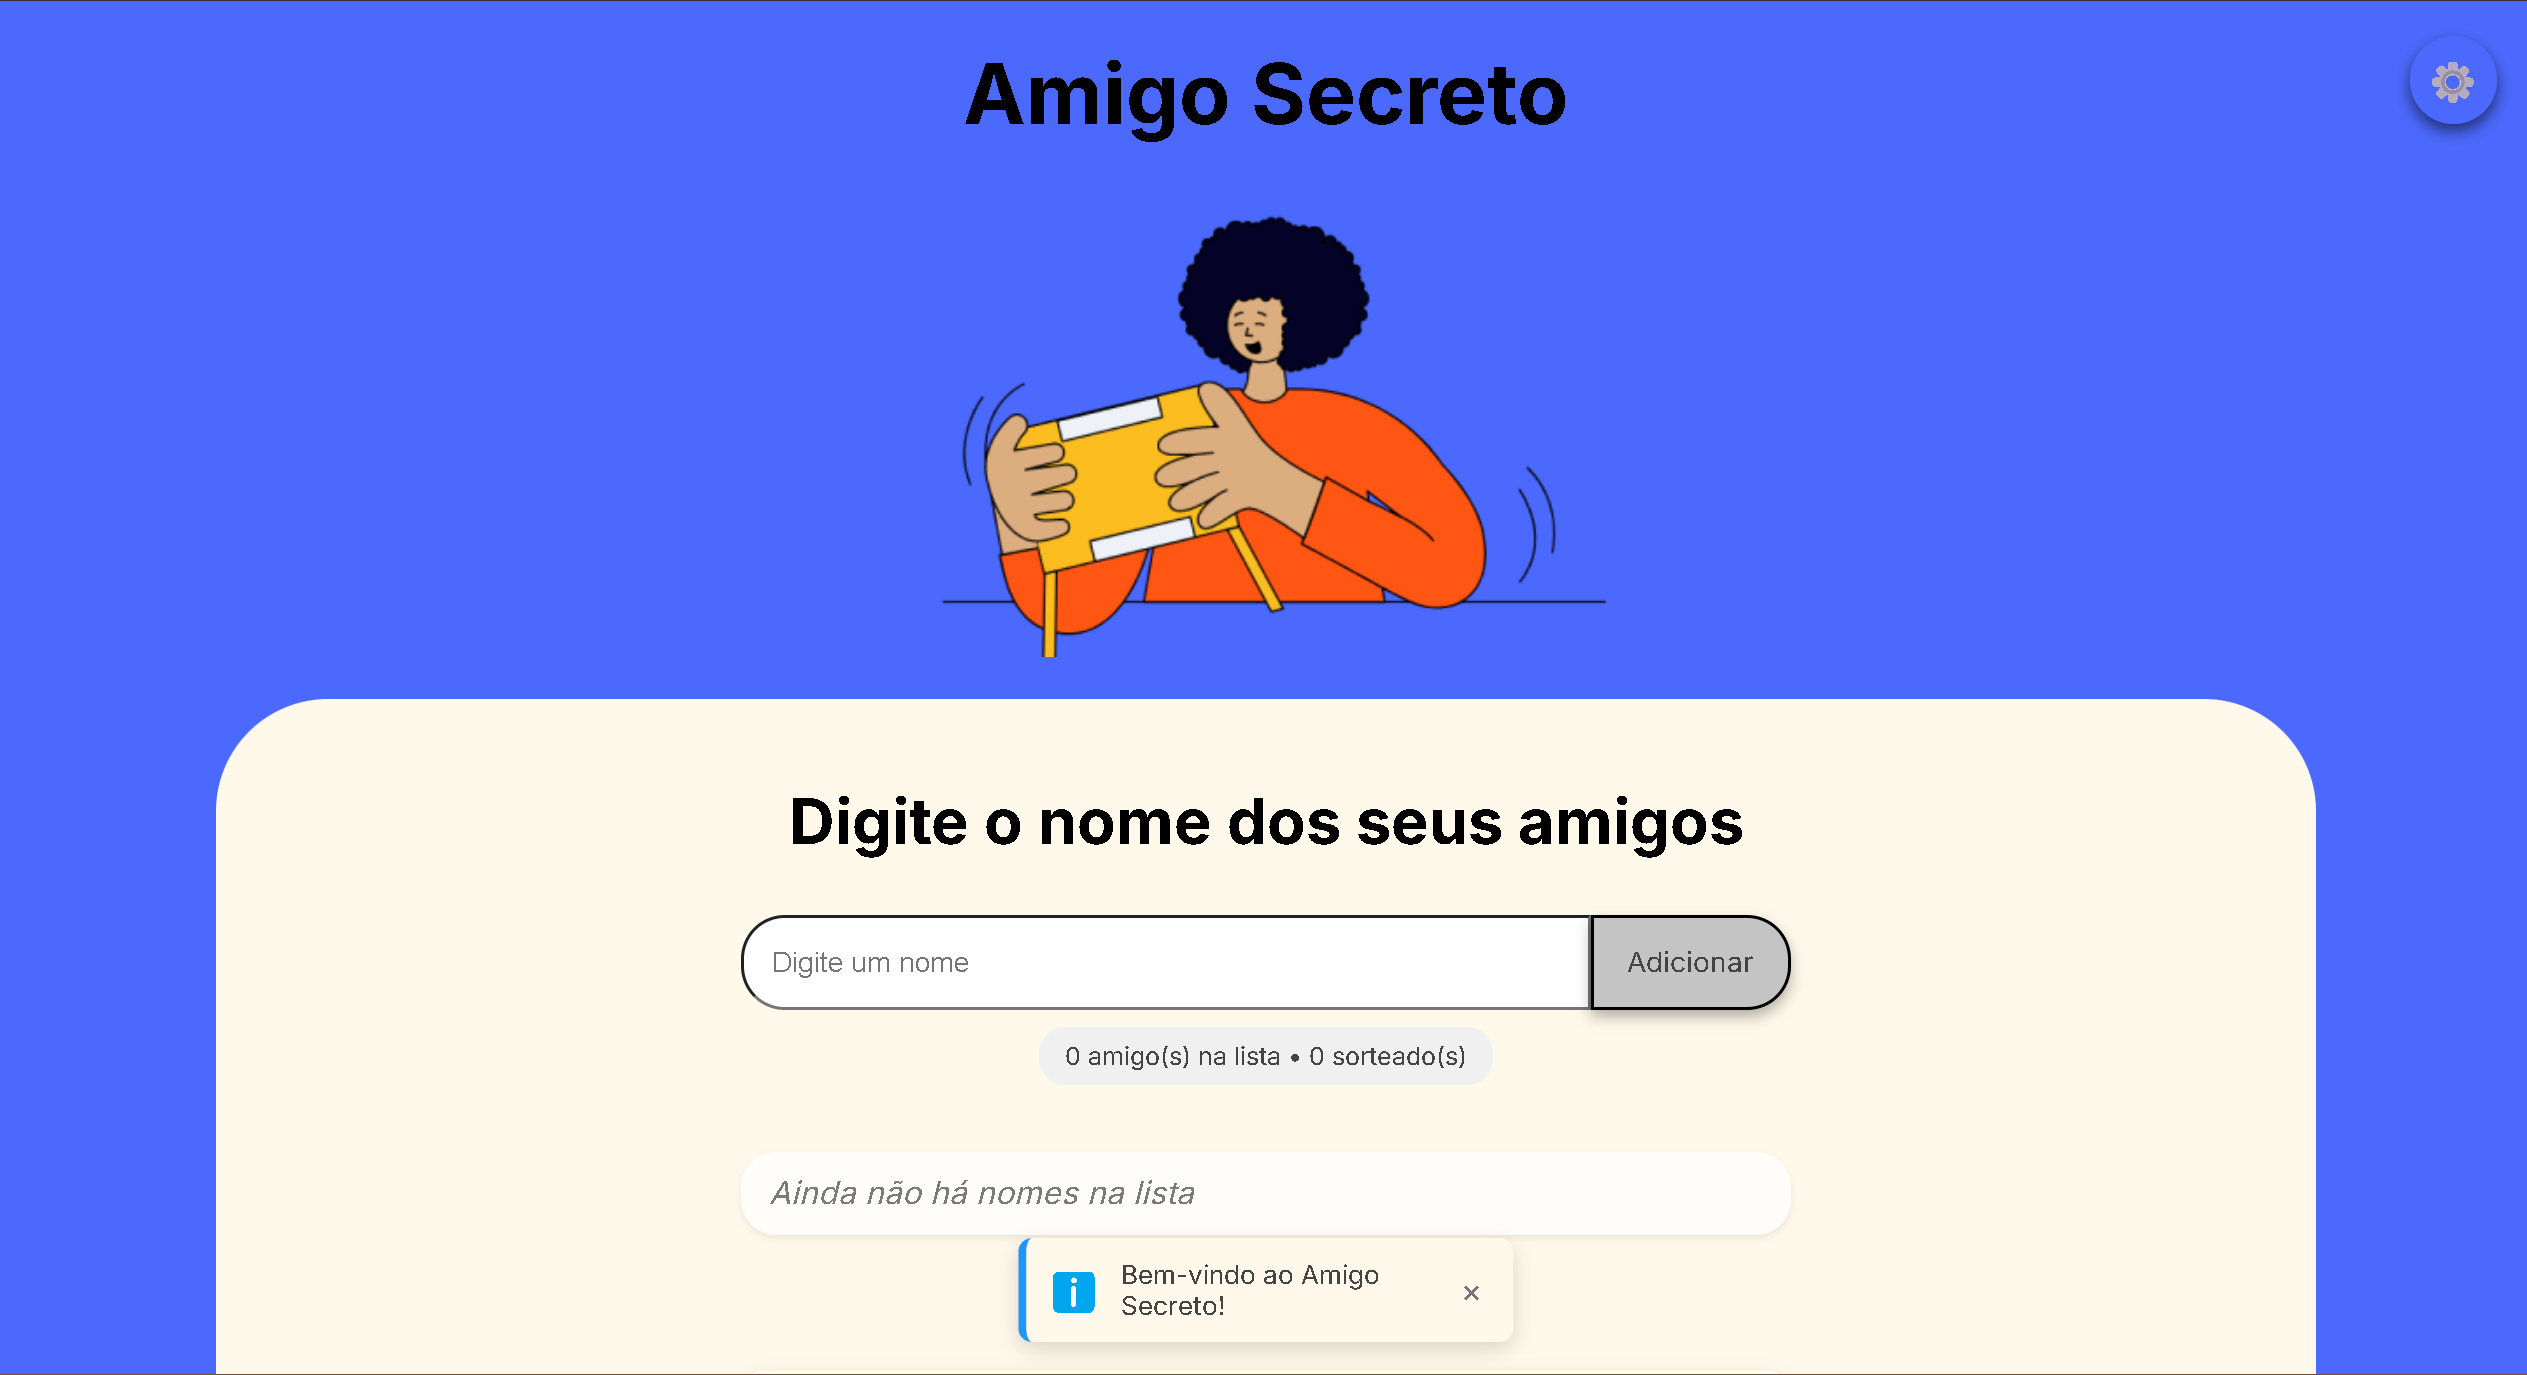 Amigo Secreto
Digite o nome dos seus amigos
Digite um nome
Adicionar
0 amigo(s) na lista • 0 sorteado(s)
Ainda não há nomes na lista
Bem-vindo ao Amigo
Secreto!